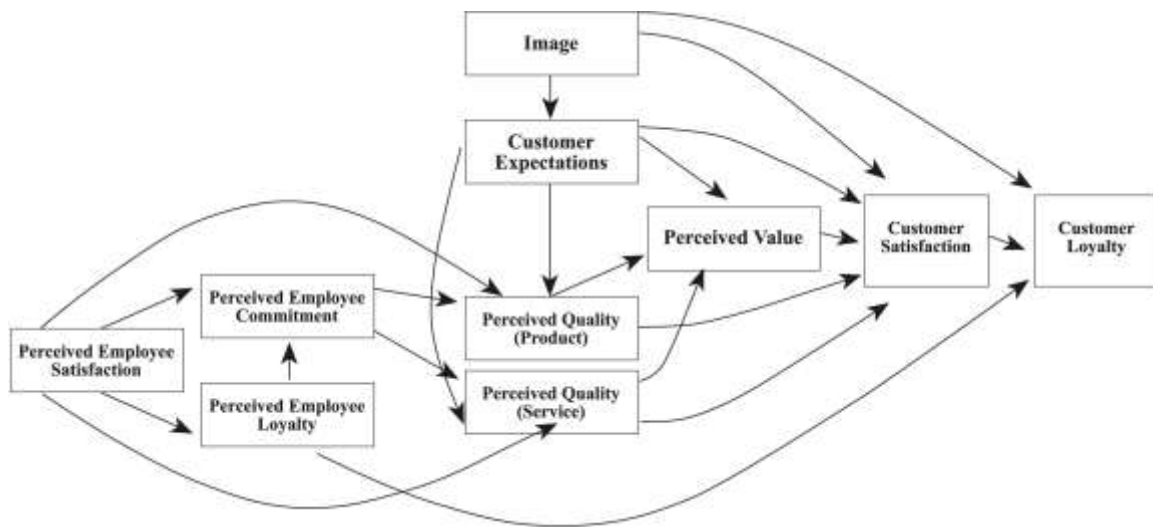 Image
Customer
Expectations
Perceived Value
Customer
Satisfaction
Customer
Loyalty
Perceived Employee
Commitment
Perceived Quality
(Product)
Perceived Employee
Satisfaction
Perceived Employee
Loyalty
Perceived Quality
(Service)